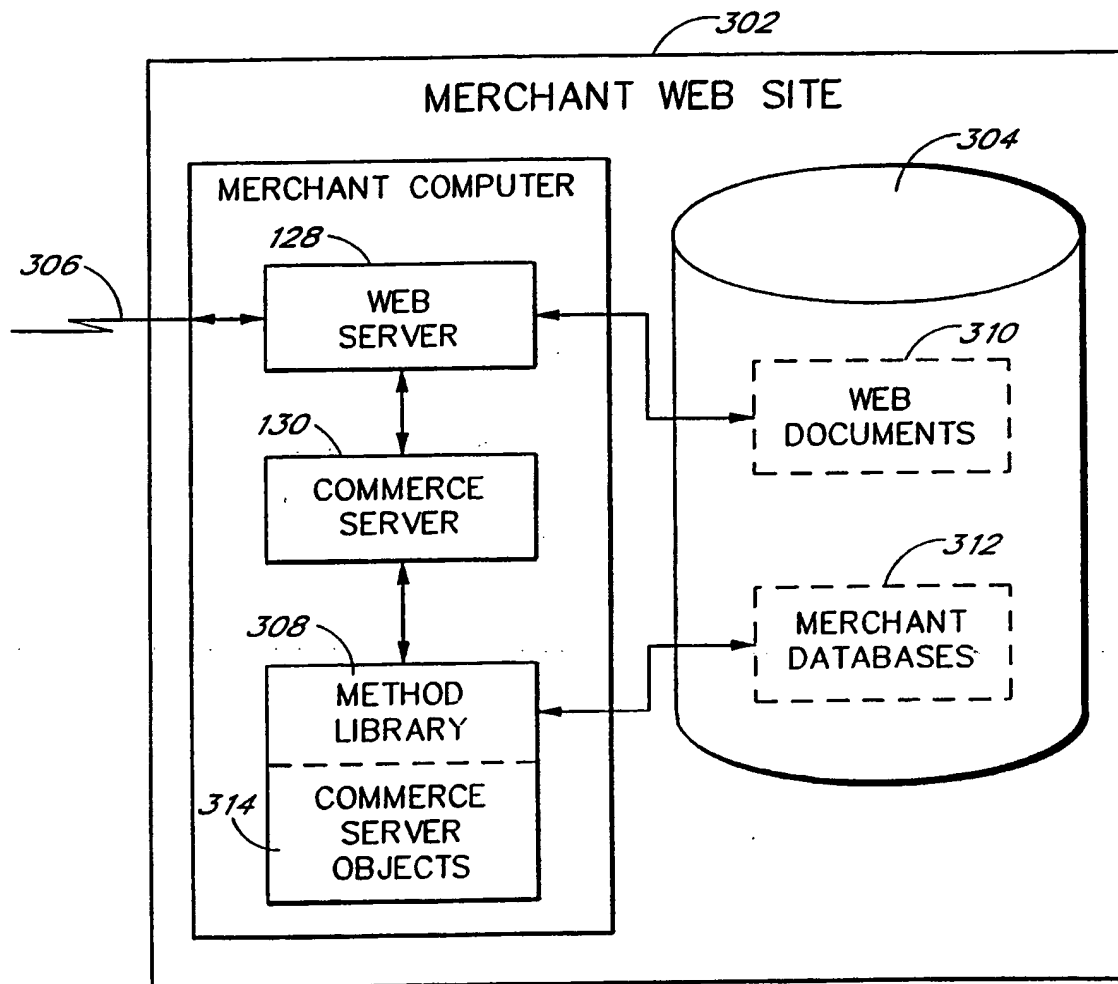 302
MERCHANT WEB SITE
304
MERCHANT COMPUTER
128
306
WEB
SERVER
310
WEB
DOCUMENTS
130
COMMERCE
SERVER
312
308
MERCHANT
DATABASES
METHOD
LIBRARY
314
COMMERCE
SERVER
OBJECTS